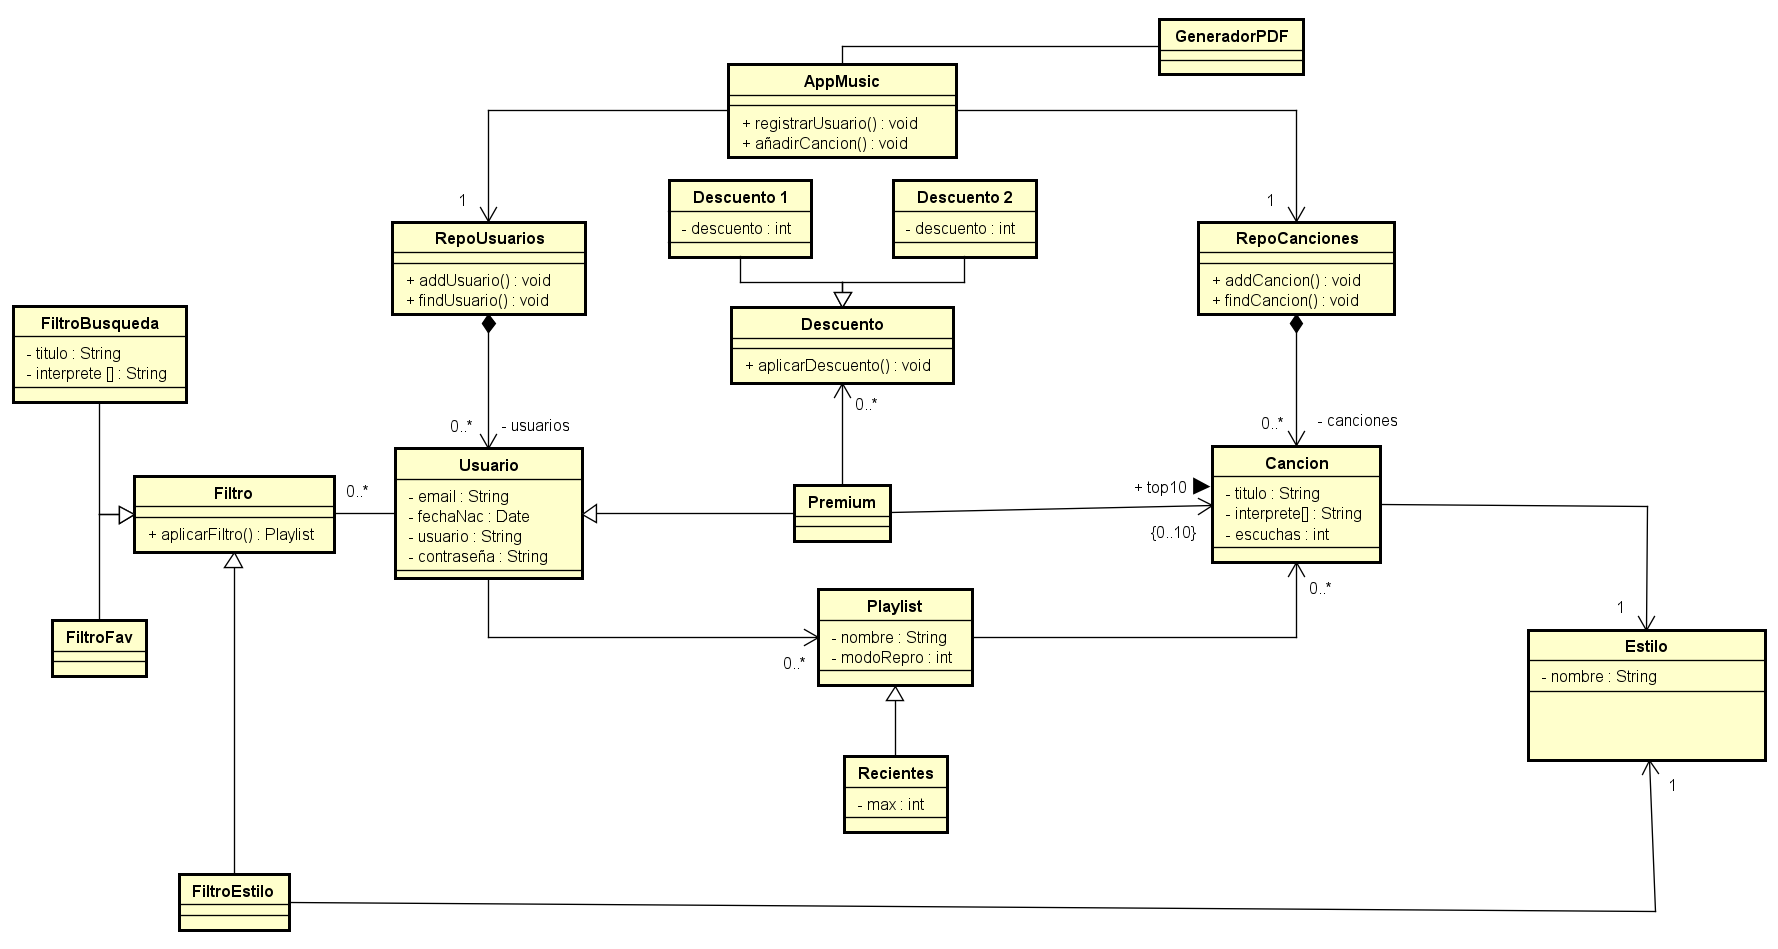 GeneradorPDF
AppMusic
+ registrarUsuario() : void
+ añadirCancion() : void
1
1
Descuento 1
- descuento : int
Descuento 2
- descuento : int
RepoUsuarios
+ addUsuario() : void
+ findUsuario() : void
RepoCanciones
+ addCancion() : void
+ findCancion() : void
FiltroBusqueda
- titulo : String
- interprete [] : String
Descuento
+ aplicarDescuento() : void
0..*
0..*
- usuarios
0..*
- canciones
Filtro
+ aplicarFiltro() : Playlist
0..*
Usuario
- email : String
- fechaNac : Date
- usuario : String
- contraseña : String
Premium
+ top10
{0..10}
Cancion
- titulo : String
- interprete[] : String
- escuchas : int
0..*
FiltroFav
0..*
Playlist
- nombre : String
- modoRepro : int
1
Estilo
- nombre : String
1
Recientes
- max : int
FiltroEstilo